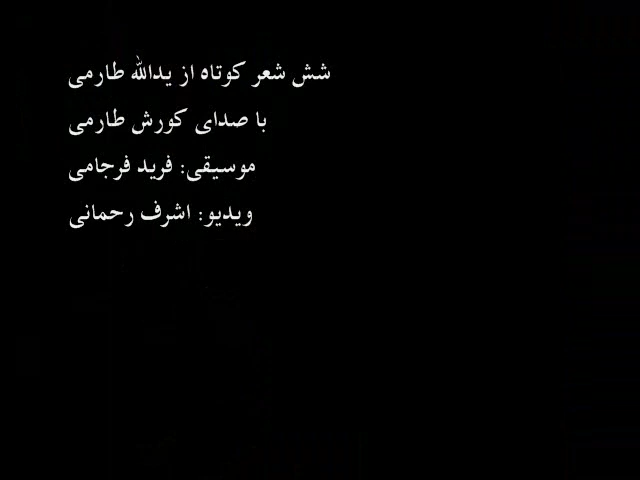 شش شعر کوتاه از یدالله طارمی
با صدای کورش طارمی
موسیقی: فرید فرجامی
ویدیو: اشرف رحمانی